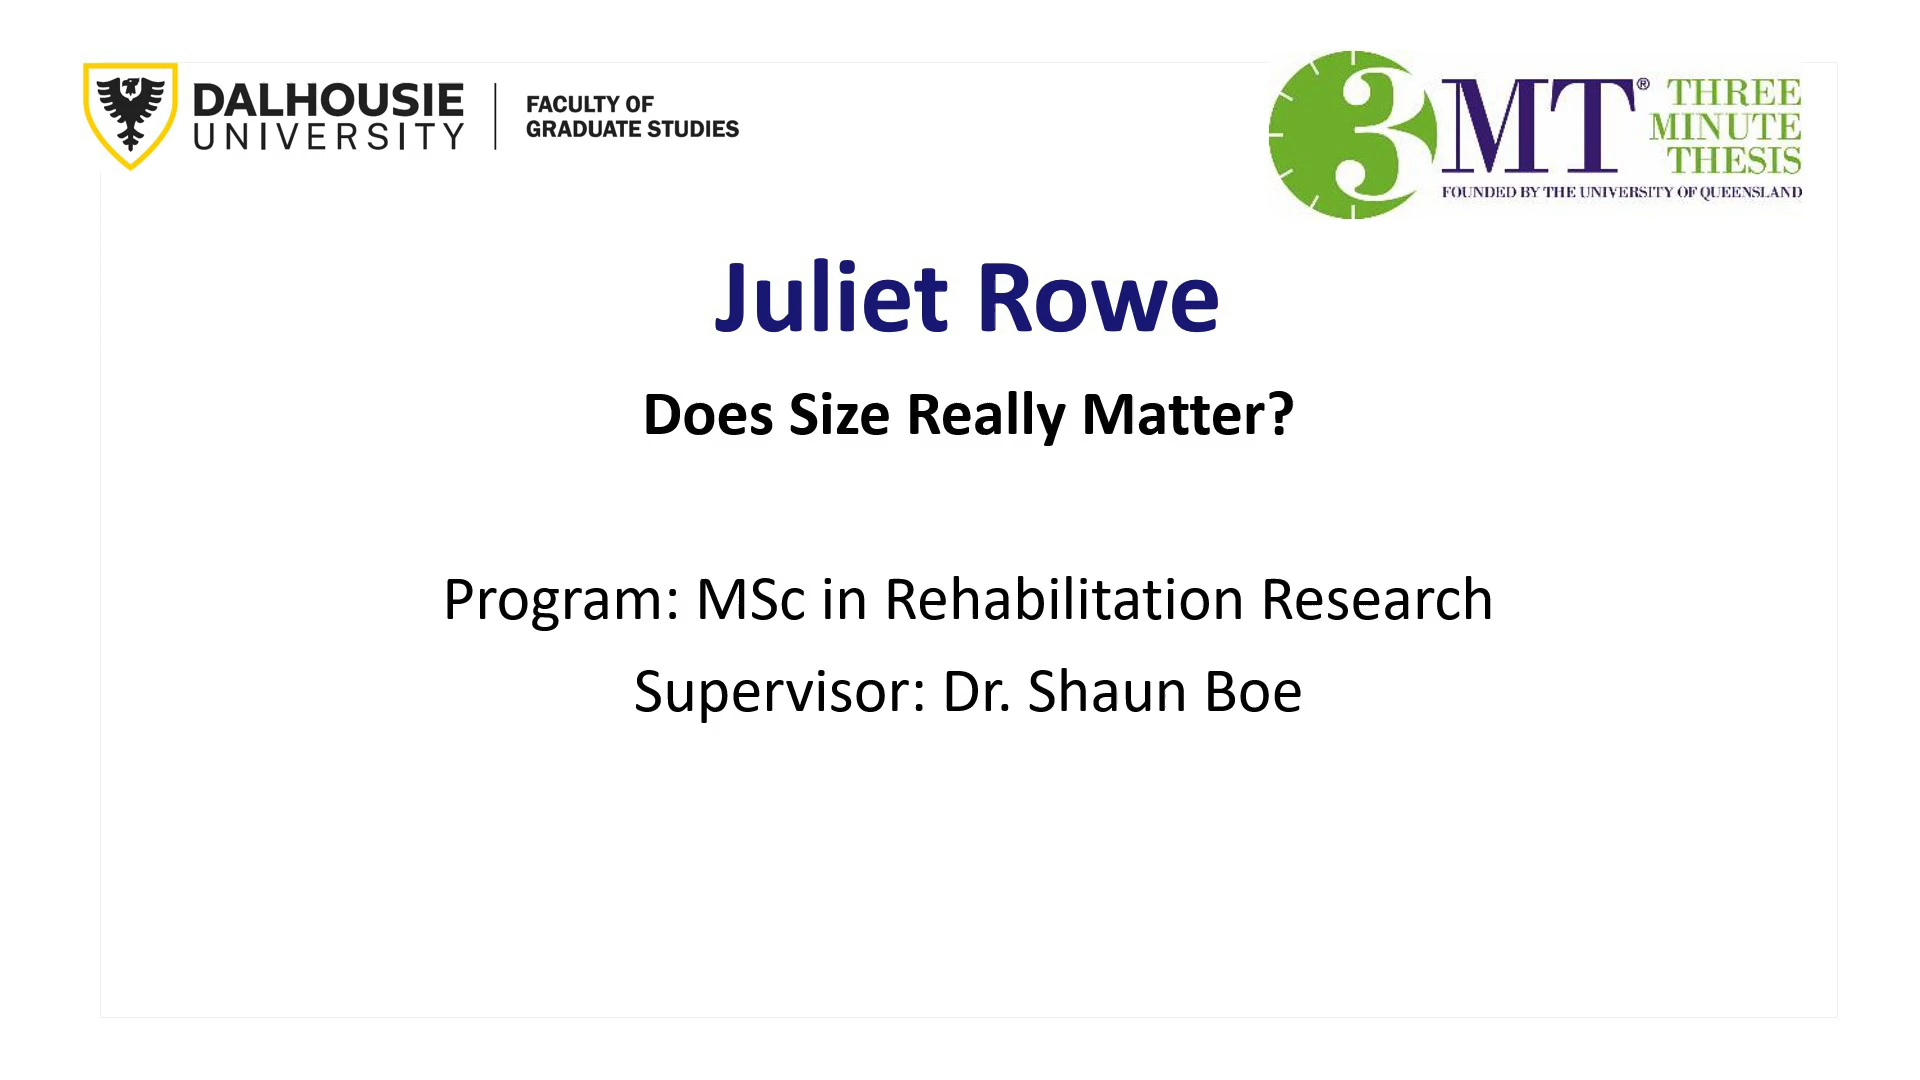 DALHOUSIE
UNIVERSITY
FACULTY OF
GRADUATE STUDIES
3MT® THREE
MINUTE
THESIS
FOUNDED BY THE UNIVERSITY OF QUEENSLAND
Juliet Rowe
Does Size Really Matter?
Program: MSc in Rehabilitation Research
Supervisor: Dr. Shaun Boe